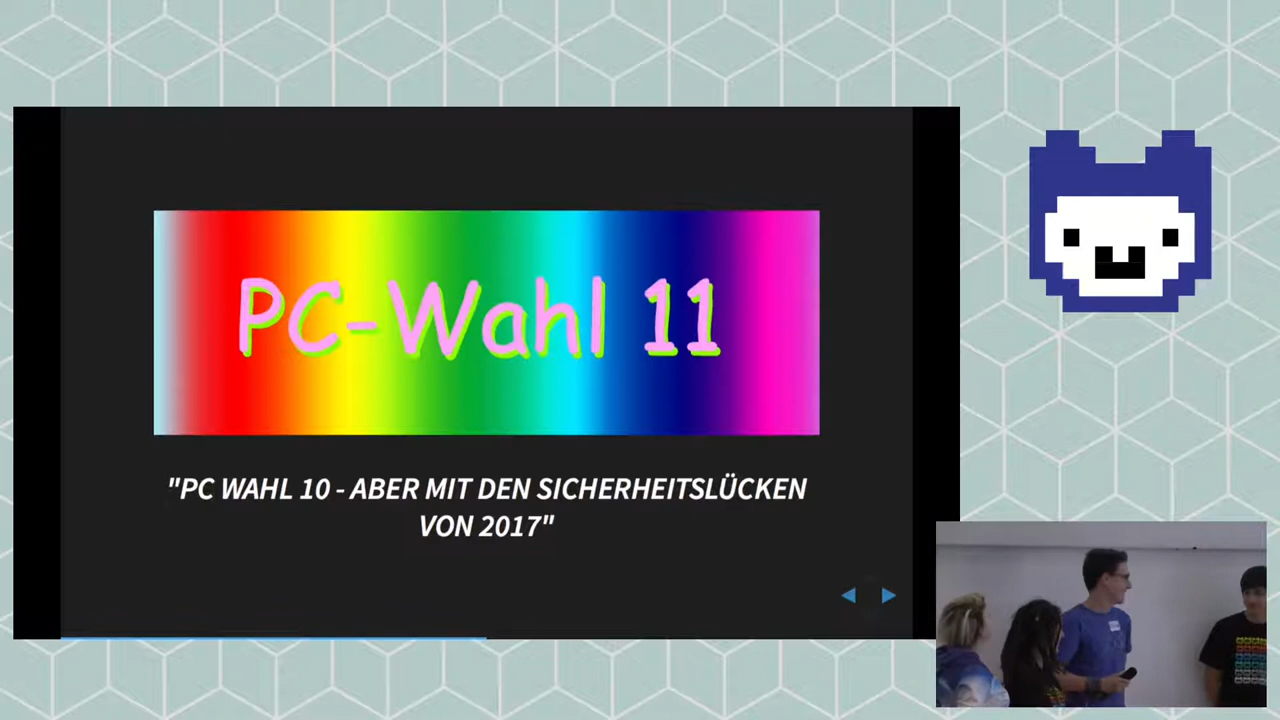 PC-Wahl 11
"PC WAHL 10 - ABER MIT DEN SICHERHEITSLÜCKEN
VON 2017"